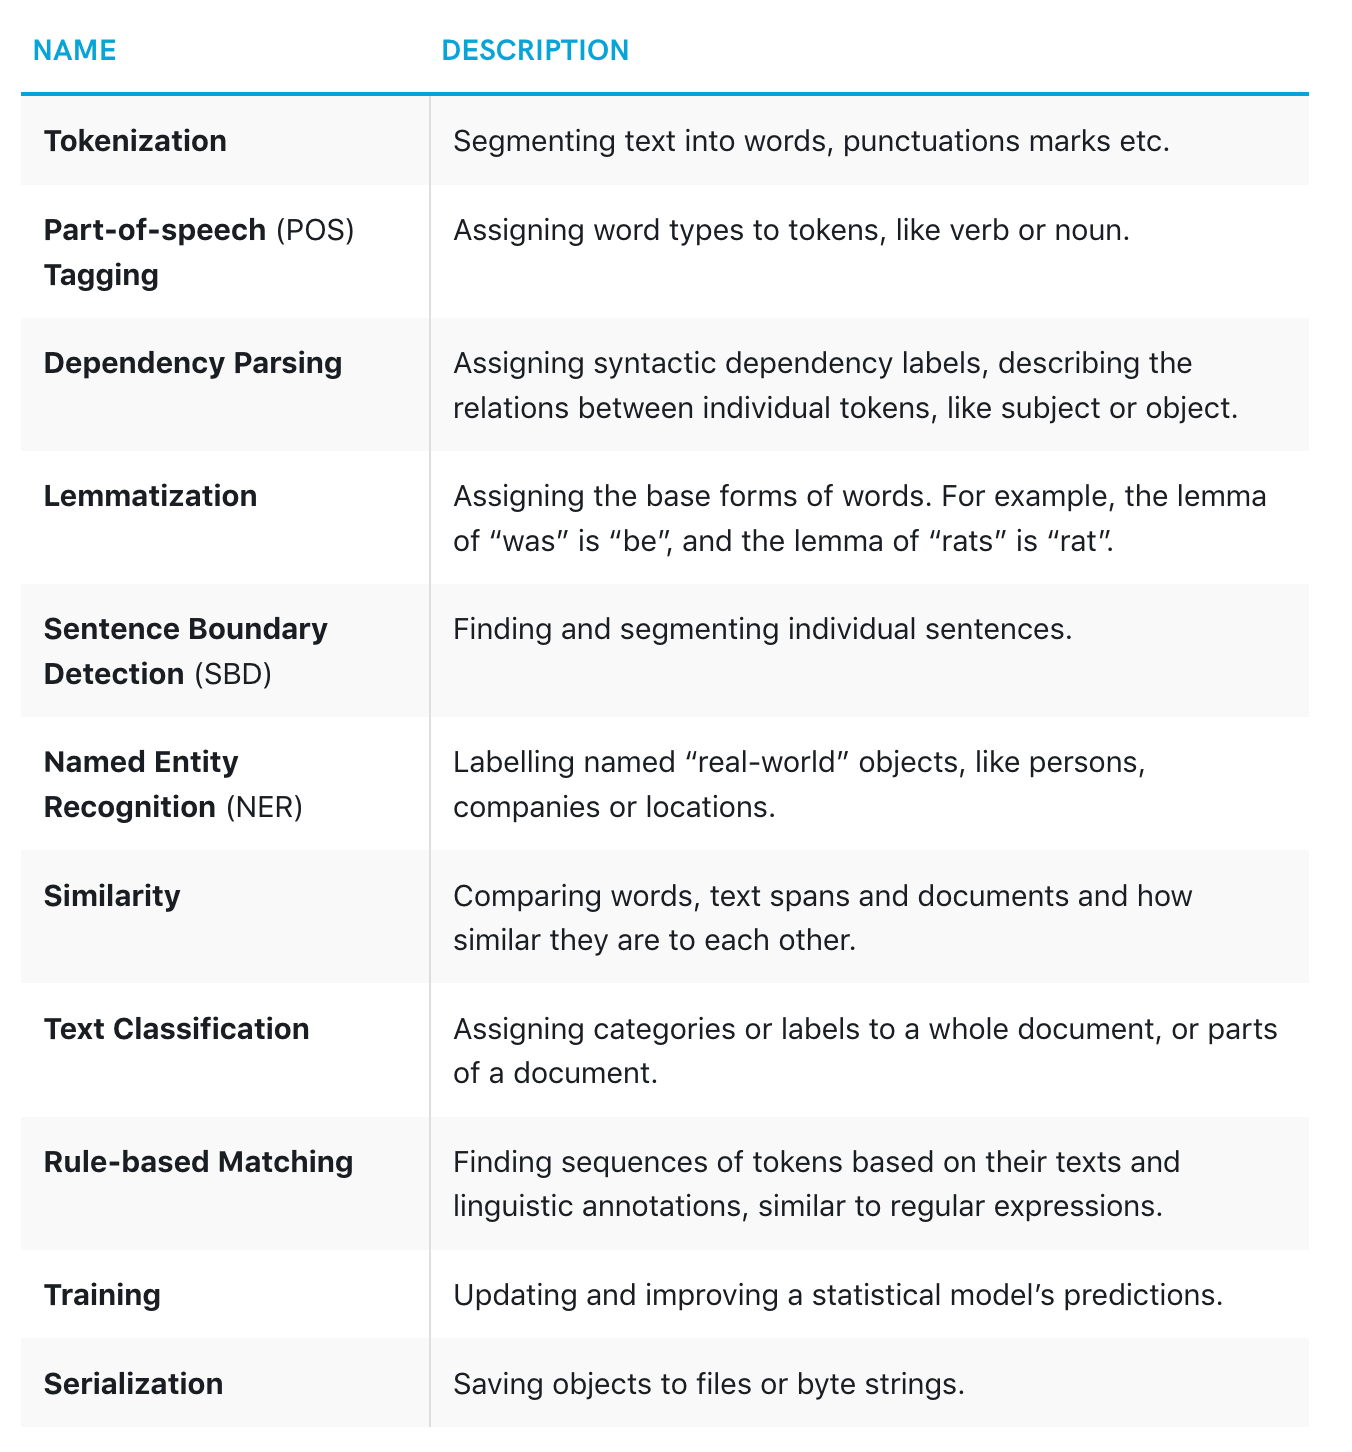 NAME DESCRIPTION
Tokenization Segmenting text into words, punctuations marks etc.
Part-of-speech (POS) Assigning word types to tokens, like verb or noun.
Tagging
Dependency Parsing Assigning syntactic dependency labels, describing the
relations between individual tokens, like subject or object.
Lemmatization Assigning the base forms of words. For example, the lemma
of “was” is “be”, and the lemma of “rats” is “rat”.
Sentence Boundary Finding and segmenting individual sentences.
Detection (SBD)
Named Entity Labelling named “real-world” objects, like persons,
Recognition (NER) companies or locations.
Similarity Comparing words, text spans and documents and how
similar they are to each other.
Text Classification Assigning categories or labels to a whole document, or parts
of a document.
Rule-based Matching Finding sequences of tokens based on their texts and
linguistic annotations, similar to regular expressions.
Training Updating and improving a statistical model’s predictions.
Serialization Saving objects to files or byte strings.